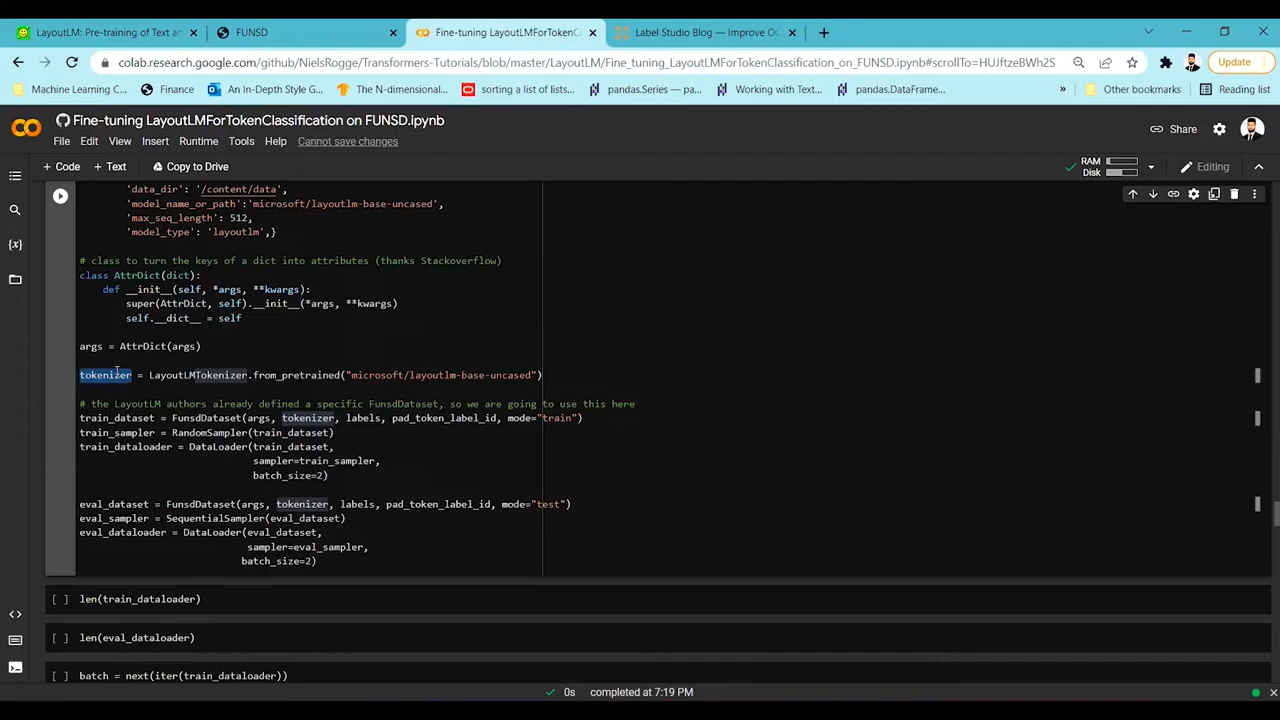 LayoutLM: Pre-training of Text ar
FUNSD
Fine-tuning LayoutLMForTokenCl
Label Studio Blog — Improve OC
colab.research.google.com/github/NielsRogge/Transformers-Tutorials/blob/master/LayoutLM/Fine_tuning_LayoutLMForTokenClassification_on_FUNSD.ipynb#scrollTo=HUJftzeBWh2S
Update
Machine Learning C...
Finance
An In-Depth Style G...
The N-dimensional...
sorting a list of lists...
pandas.Series — pa...
Working with Text...
pandas.DataFrame...
»
Other bookmarks
Reading list
Fine-tuning LayoutLMForTokenClassification on FUNSD.ipynb
File Edit View Insert Runtime Tools Help Cannot save changes
Share
+ Code + Text Copy to Drive
RAM
Disk
Editing
'data_dir': '/content/data',
'model_name_or_path':'microsoft/layoutlm-base-uncased',
'max_seq_length': 512,
'model_type': 'layoutlm',}
# class to turn the keys of a dict into attributes (thanks Stackoverflow)
class AttrDict(dict):
def __init__(self, *args, **kwargs):
super(AttrDict, self).__init__(*args, **kwargs)
self.__dict__ = self
args = AttrDict(args)
tokenizer = LayoutLMTokenizer.from_pretrained("microsoft/layoutlm-base-uncased")
# the LayoutLM authors already defined a specific FunsdDataset, so we are going to use this here
train_dataset = FunsdDataset(args, tokenizer, labels, pad_token_label_id, mode="train")
train_sampler = RandomSampler(train_dataset)
train_dataloader = DataLoader(train_dataset,
sampler=train_sampler,
batch_size=2)
eval_dataset = FunsdDataset(args, tokenizer, labels, pad_token_label_id, mode="test")
eval_sampler = SequentialSampler(eval_dataset)
eval_dataloader = DataLoader(eval_dataset,
sampler=eval_sampler,
batch_size=2)
[ ] len(train_dataloader)
[ ] len(eval_dataloader)
[ ] batch = next(iter(train_dataloader))
0s completed at 7:19 PM